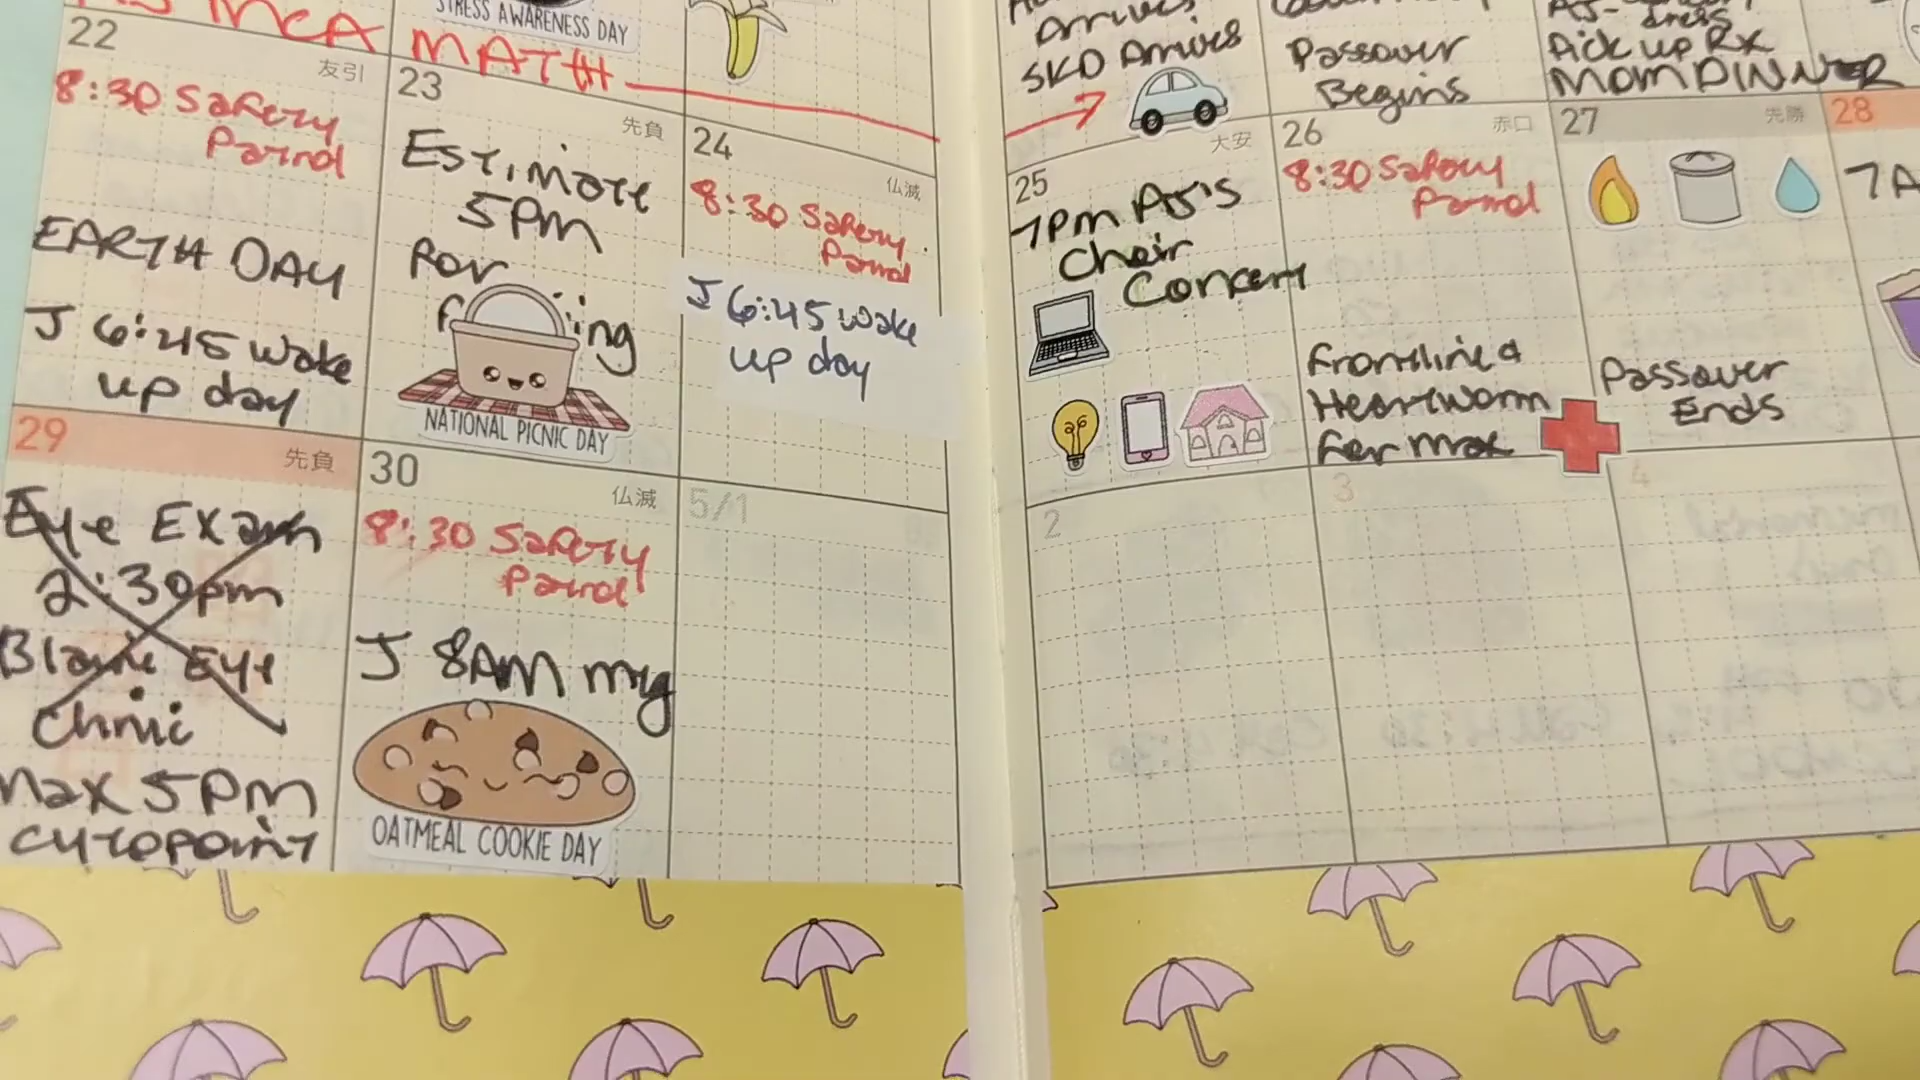 MCA MATH
STRESS AWARENESS DAY
Arrives
SKD Arrives
Passover
Begins
Pick up Rx
MOM DINNER
22
友引
8:30 Safety
Patrol
EARTH DAY
J 6:45 wake
up day
23
先負
Estimate
5PM
for
ing
NATIONAL PICNIC DAY
24
仏滅
8:30 Safety
Patrol
J 6:45 wake
up day
25
大安
7pm AJ's
Choir
Concert
26
赤口
8:30 Safety
Patrol
Frontline &
Heartworm
for Max
27
先勝
Passover
Ends
28
7A
29
先負
Eye Exam
2:30pm
Blaine Eye
Clinic
Max 5PM
cytopoint
30
仏滅
8:30 Safety
Patrol
J 8AM mtg
OATMEAL COOKIE DAY
5/1
2
3
4